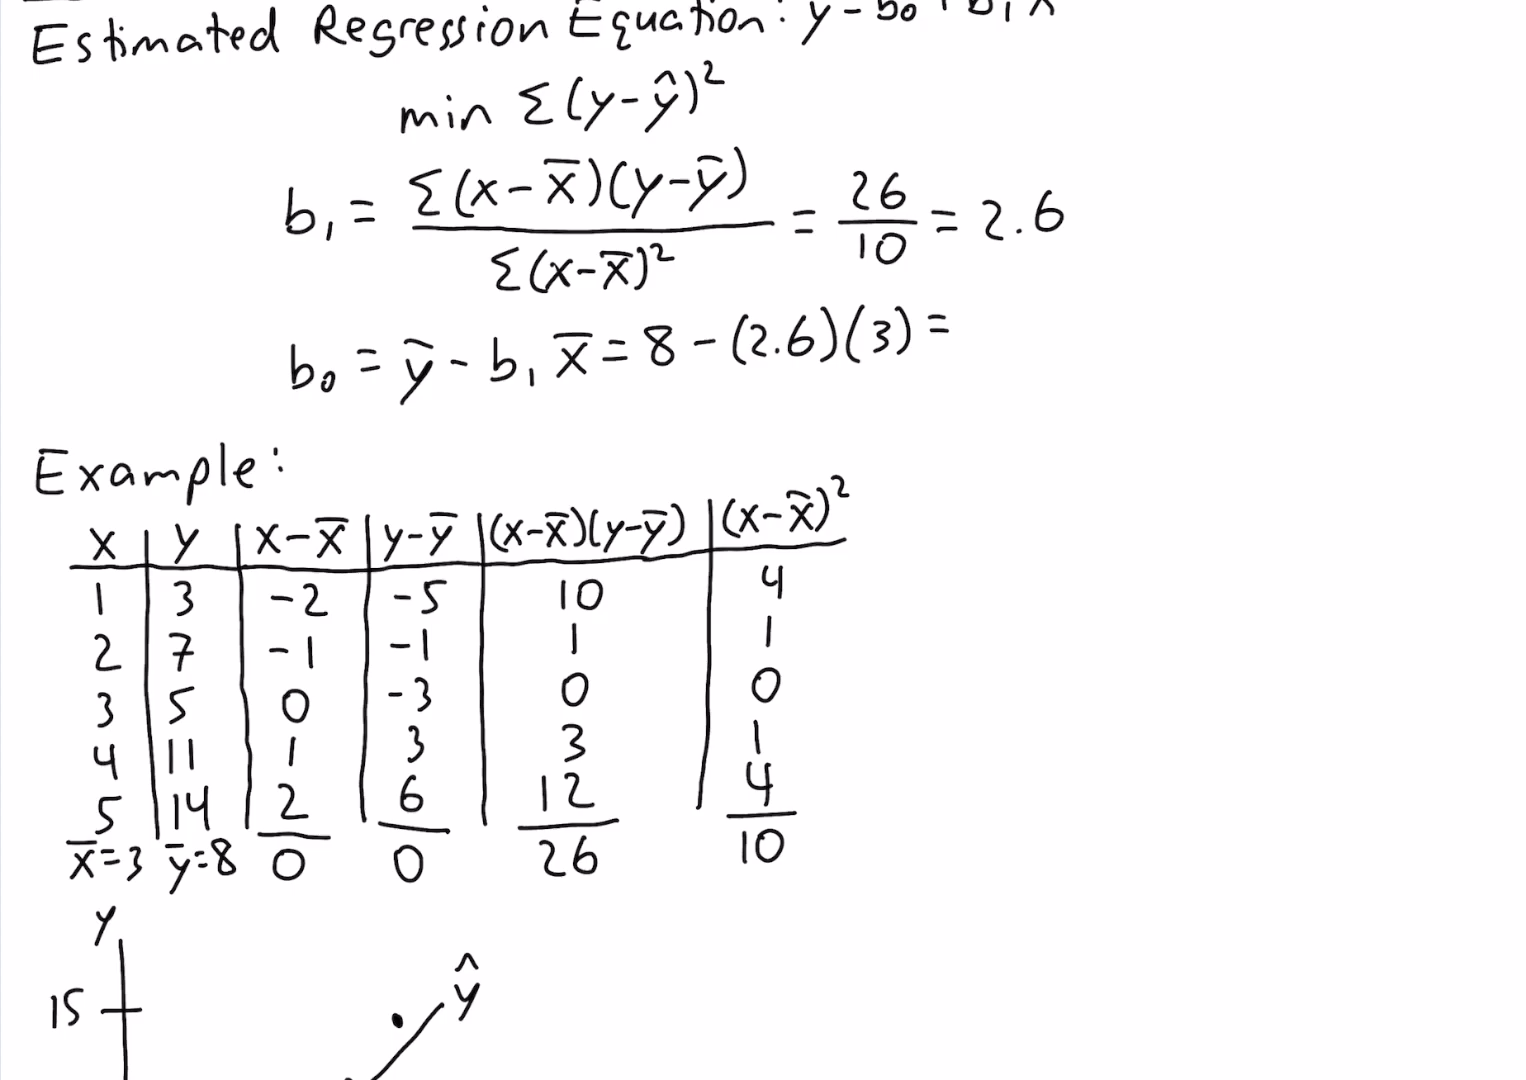 Estimated Regression Equation: ŷ = b₀ + b₁x
min Σ(y-ŷ)²
b₁ = Σ(x-x̄)(y-ȳ) / Σ(x-x̄)² = 26/10 = 2.6
b₀ = ȳ - b₁x̄ = 8 - (2.6)(3) =
Example:
x | y | x-x̄ | y-ȳ | (x-x̄)(y-ȳ) | (x-x̄)²
1 | 3 | -2 | -5 | 10 | 4
2 | 7 | -1 | -1 | 1 | 1
3 | 5 | 0 | -3 | 0 | 0
4 | 11 | 1 | 3 | 3 | 1
5 | 14 | 2 | 6 | 12 | 4
x̄=3 ȳ=8 0 0 26 10
y
ŷ
15